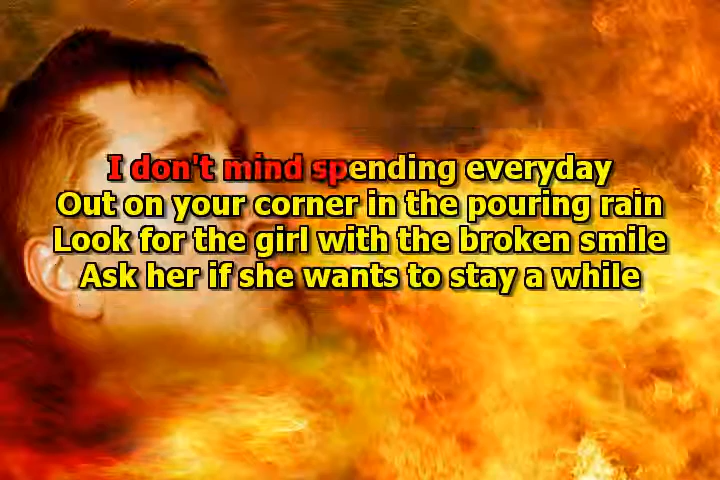 I don't mind spending everyday
Out on your corner in the pouring rain
Look for the girl with the broken smile
Ask her if she wants to stay a while